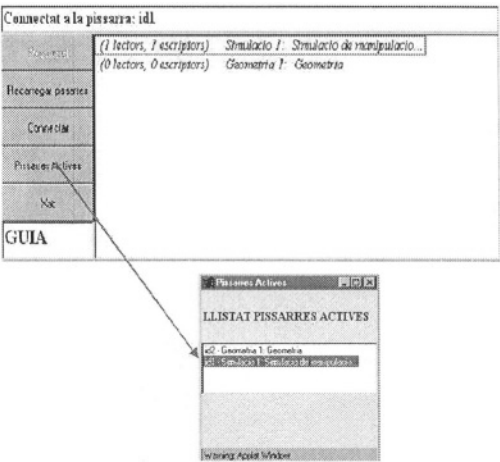 Connectat a la pissarra: id1
(1 lectors, 1 escriptors) Simulacio 1: Simulacio de manipulacio...
(0 lectors, 0 escriptors) Geometria 1: Geometria
Recarregar pissarres
Connectar
Pissarres Actives
Xat
GUIA
Pissarres Actives
LLISTAT PISSARRES ACTIVES
id2 - Geometria 1: Geometria
id1 - Simulacio 1: Simulacio de manipulacio...
Warning: Applet Window